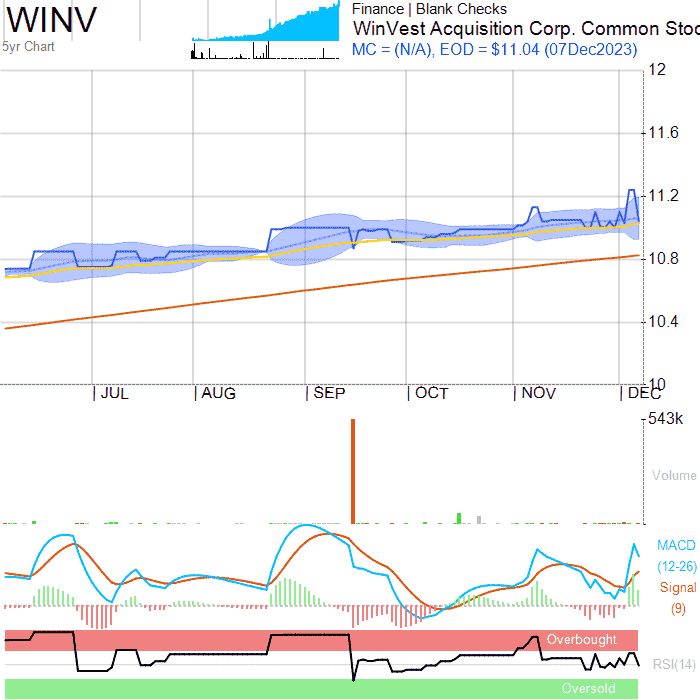 WINV
5yr Chart
Finance | Blank Checks
WinVest Acquisition Corp. Common Stoc
MC = (N/A), EOD = $11.04 (07Dec2023)
12
11.6
11.2
10.8
10.4
10
JUL AUG SEP OCT NOV DEC
543k
Volume
MACD
(12-26)
Signal
(9)
Overbought
RSI(14)
Oversold